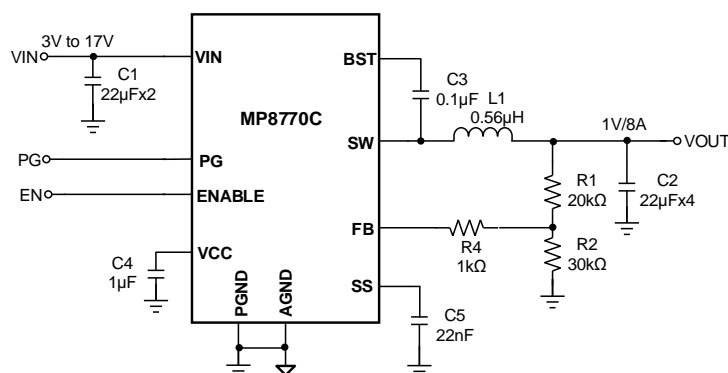 3V to 17V
VIN
C1
22µFx2
VIN
BST
C3
0.1µF
L1
0.56µH
MP8770C
SW
1V/8A
VOUT
PG
PG
EN
ENABLE
R1
20kΩ
C2
22µFx4
FB
R4
1kΩ
R2
30kΩ
VCC
C4
1µF
PGND
AGND
SS
C5
22nF